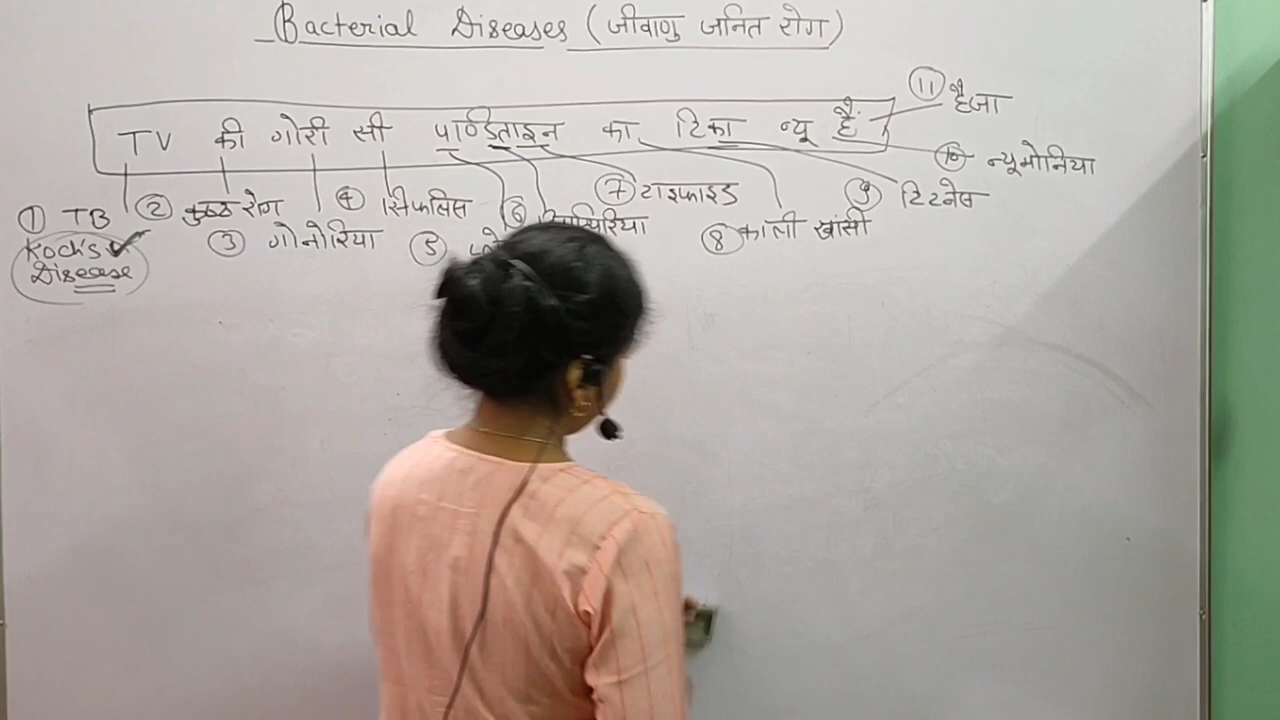 Bacterial Diseases (जीवाणु जनित रोग)
TV की गोरी सी पाण्डिताइन का टिका न्यू है
11 हैजा
10 न्यूमोनिया
1 TB 2 कुष्ठ रोग 4 सिफलिस 7 टाइफाइड 9 टिटनेस
Koch's Disease 3 गोनोरिया 5 6 8 काली खांसी